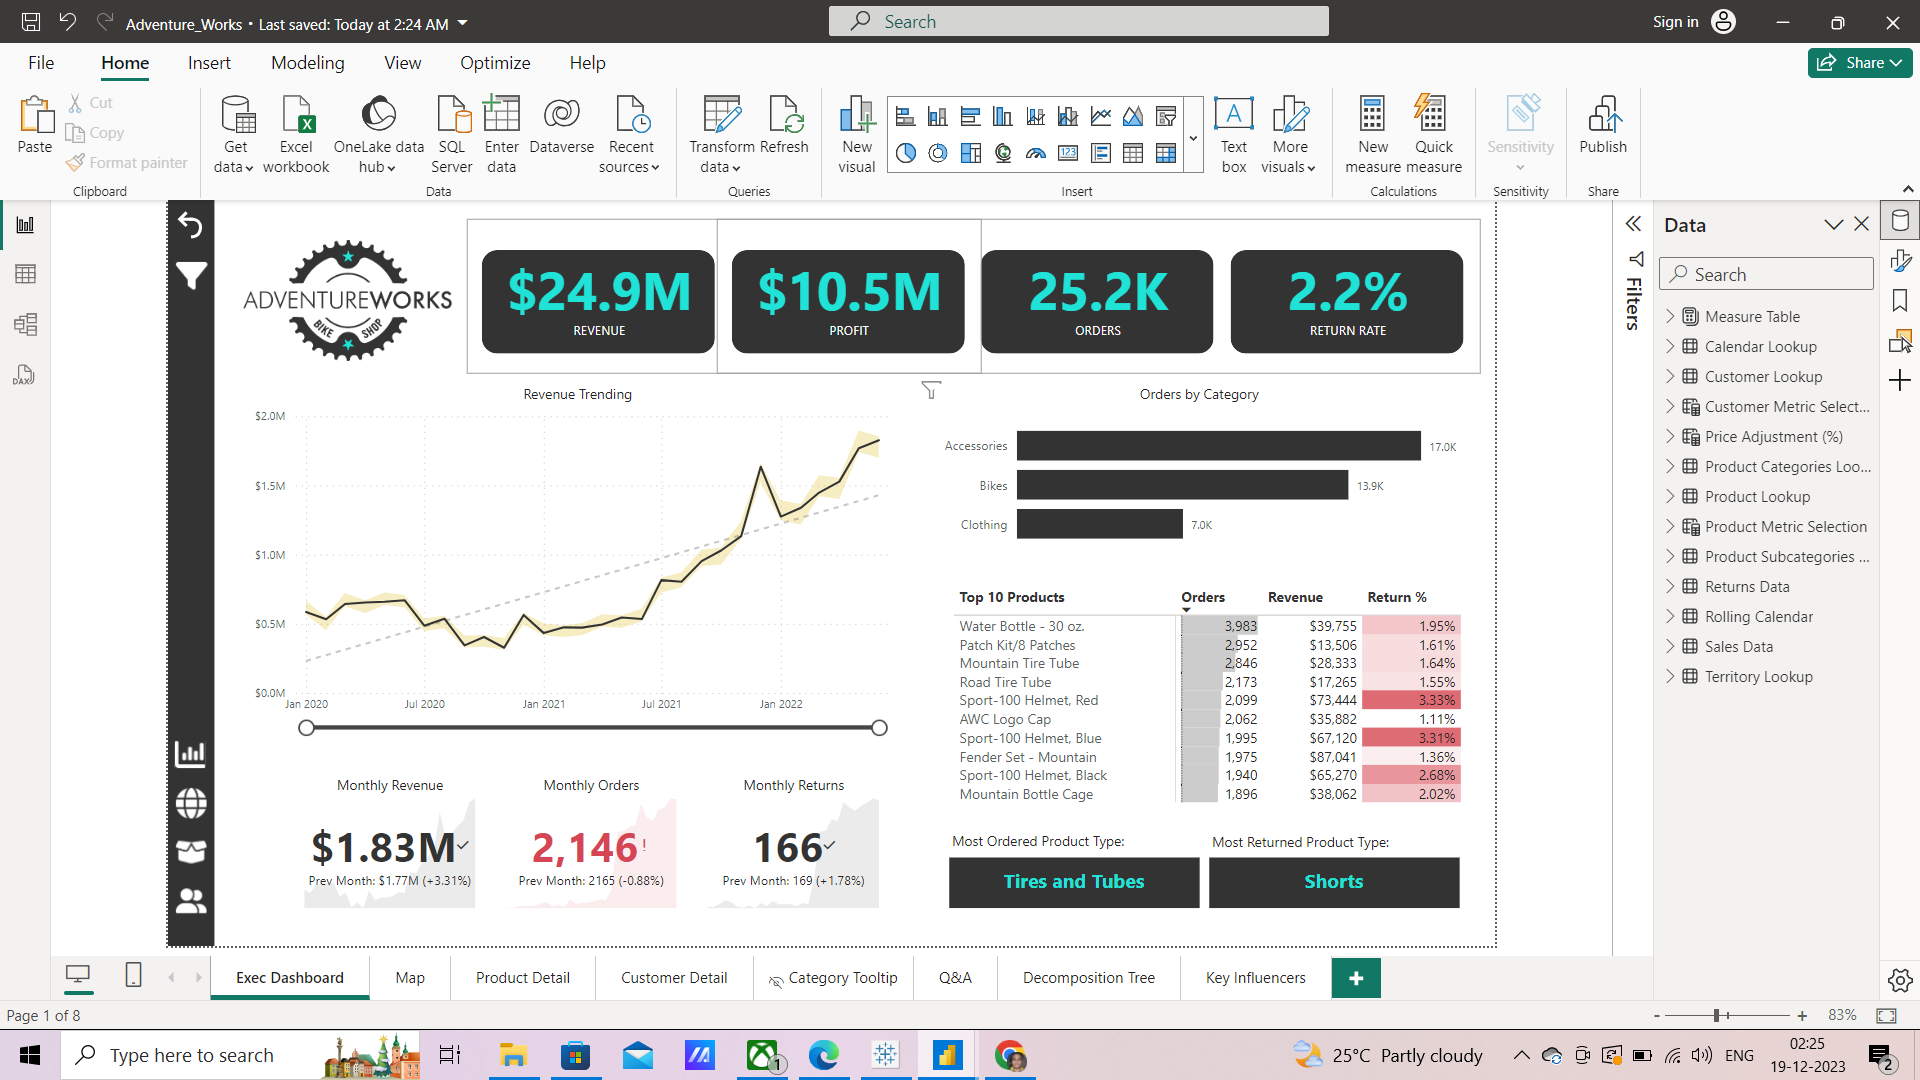 Adventure_Works • Last saved: Today at 2:24 AM
Search
Sign in
File
Home
Insert
Modeling
View
Optimize
Help
Share
Paste
Cut
Copy
Format painter
Clipboard
Get data
Excel workbook
OneLake data hub
SQL Server
Enter data
Dataverse
Recent sources
Data
Transform data
Refresh
Queries
New visual
Text box
More visuals
Insert
New measure
Quick measure
Calculations
Sensitivity
Sensitivity
Publish
Share
DAX
ADVENTUREWORKS
BIKE SHOP
$24.9M
REVENUE
$10.5M
PROFIT
25.2K
ORDERS
2.2%
RETURN RATE
Revenue Trending
$2.0M
$1.5M
$1.0M
$0.5M
$0.0M
Jan 2020
Jul 2020
Jan 2021
Jul 2021
Jan 2022
Orders by Category
Accessories 17.0K
Bikes 13.9K
Clothing 7.0K
Top 10 Products Orders Revenue Return %
Water Bottle - 30 oz. 3,983 $39,755 1.95%
Patch Kit/8 Patches 2,952 $13,506 1.61%
Mountain Tire Tube 2,846 $28,333 1.64%
Road Tire Tube 2,173 $17,265 1.55%
Sport-100 Helmet, Red 2,099 $73,444 3.33%
AWC Logo Cap 2,062 $35,882 1.11%
Sport-100 Helmet, Blue 1,995 $67,120 3.31%
Fender Set - Mountain 1,975 $87,041 1.36%
Sport-100 Helmet, Black 1,940 $65,270 2.68%
Mountain Bottle Cage 1,896 $38,062 2.02%
Monthly Revenue
$1.83M
Prev Month: $1.77M (+3.31%)
Monthly Orders
2,146!
Prev Month: 2165 (-0.88%)
Monthly Returns
166
Prev Month: 169 (+1.78%)
Most Ordered Product Type:
Tires and Tubes
Most Returned Product Type:
Shorts
Filters
Data
Search
Measure Table
Calendar Lookup
Customer Lookup
Customer Metric Select...
Price Adjustment (%)
Product Categories Loo...
Product Lookup
Product Metric Selection
Product Subcategories ...
Returns Data
Rolling Calendar
Sales Data
Territory Lookup
Exec Dashboard
Map
Product Detail
Customer Detail
Category Tooltip
Q&A
Decomposition Tree
Key Influencers
Page 1 of 8
- + 83%
Type here to search
1
25°C Partly cloudy
ENG
02:25
19-12-2023
2